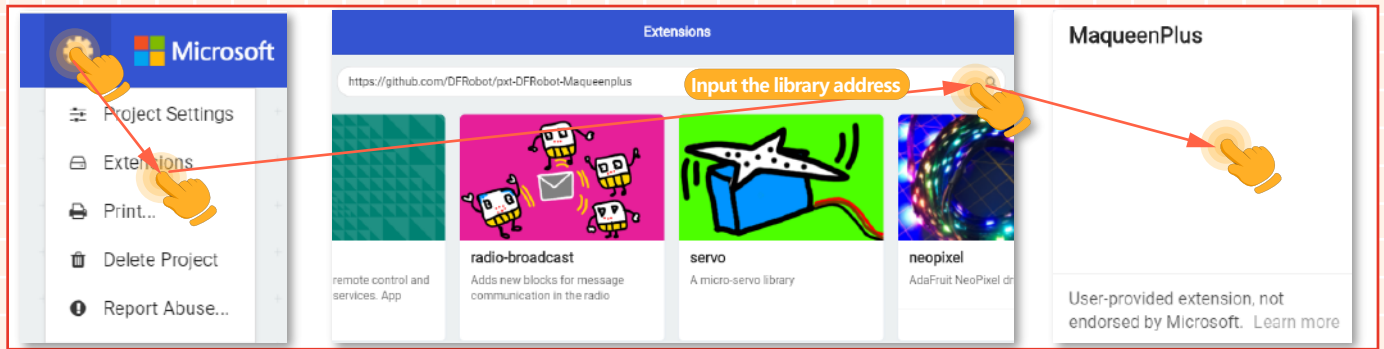 Microsoft
Project Settings
Extensions
Print...
Delete Project
Report Abuse...
Extensions
https://github.com/DFRobot/pxt-DFRobot-Maqueenplus
Input the library address
remote control and
services. App
radio-broadcast
Adds new blocks for message
communication in the radio
servo
A micro-servo library
neopixel
AdaFruit NeoPixel dr
MaqueenPlus
User-provided extension, not
endorsed by Microsoft. Learn more